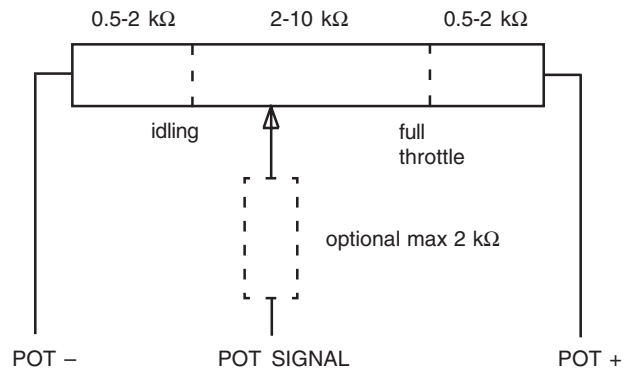 0.5-2 kΩ 2-10 kΩ 0.5-2 kΩ
idling
full
throttle
optional max 2 kΩ
POT – POT SIGNAL POT +